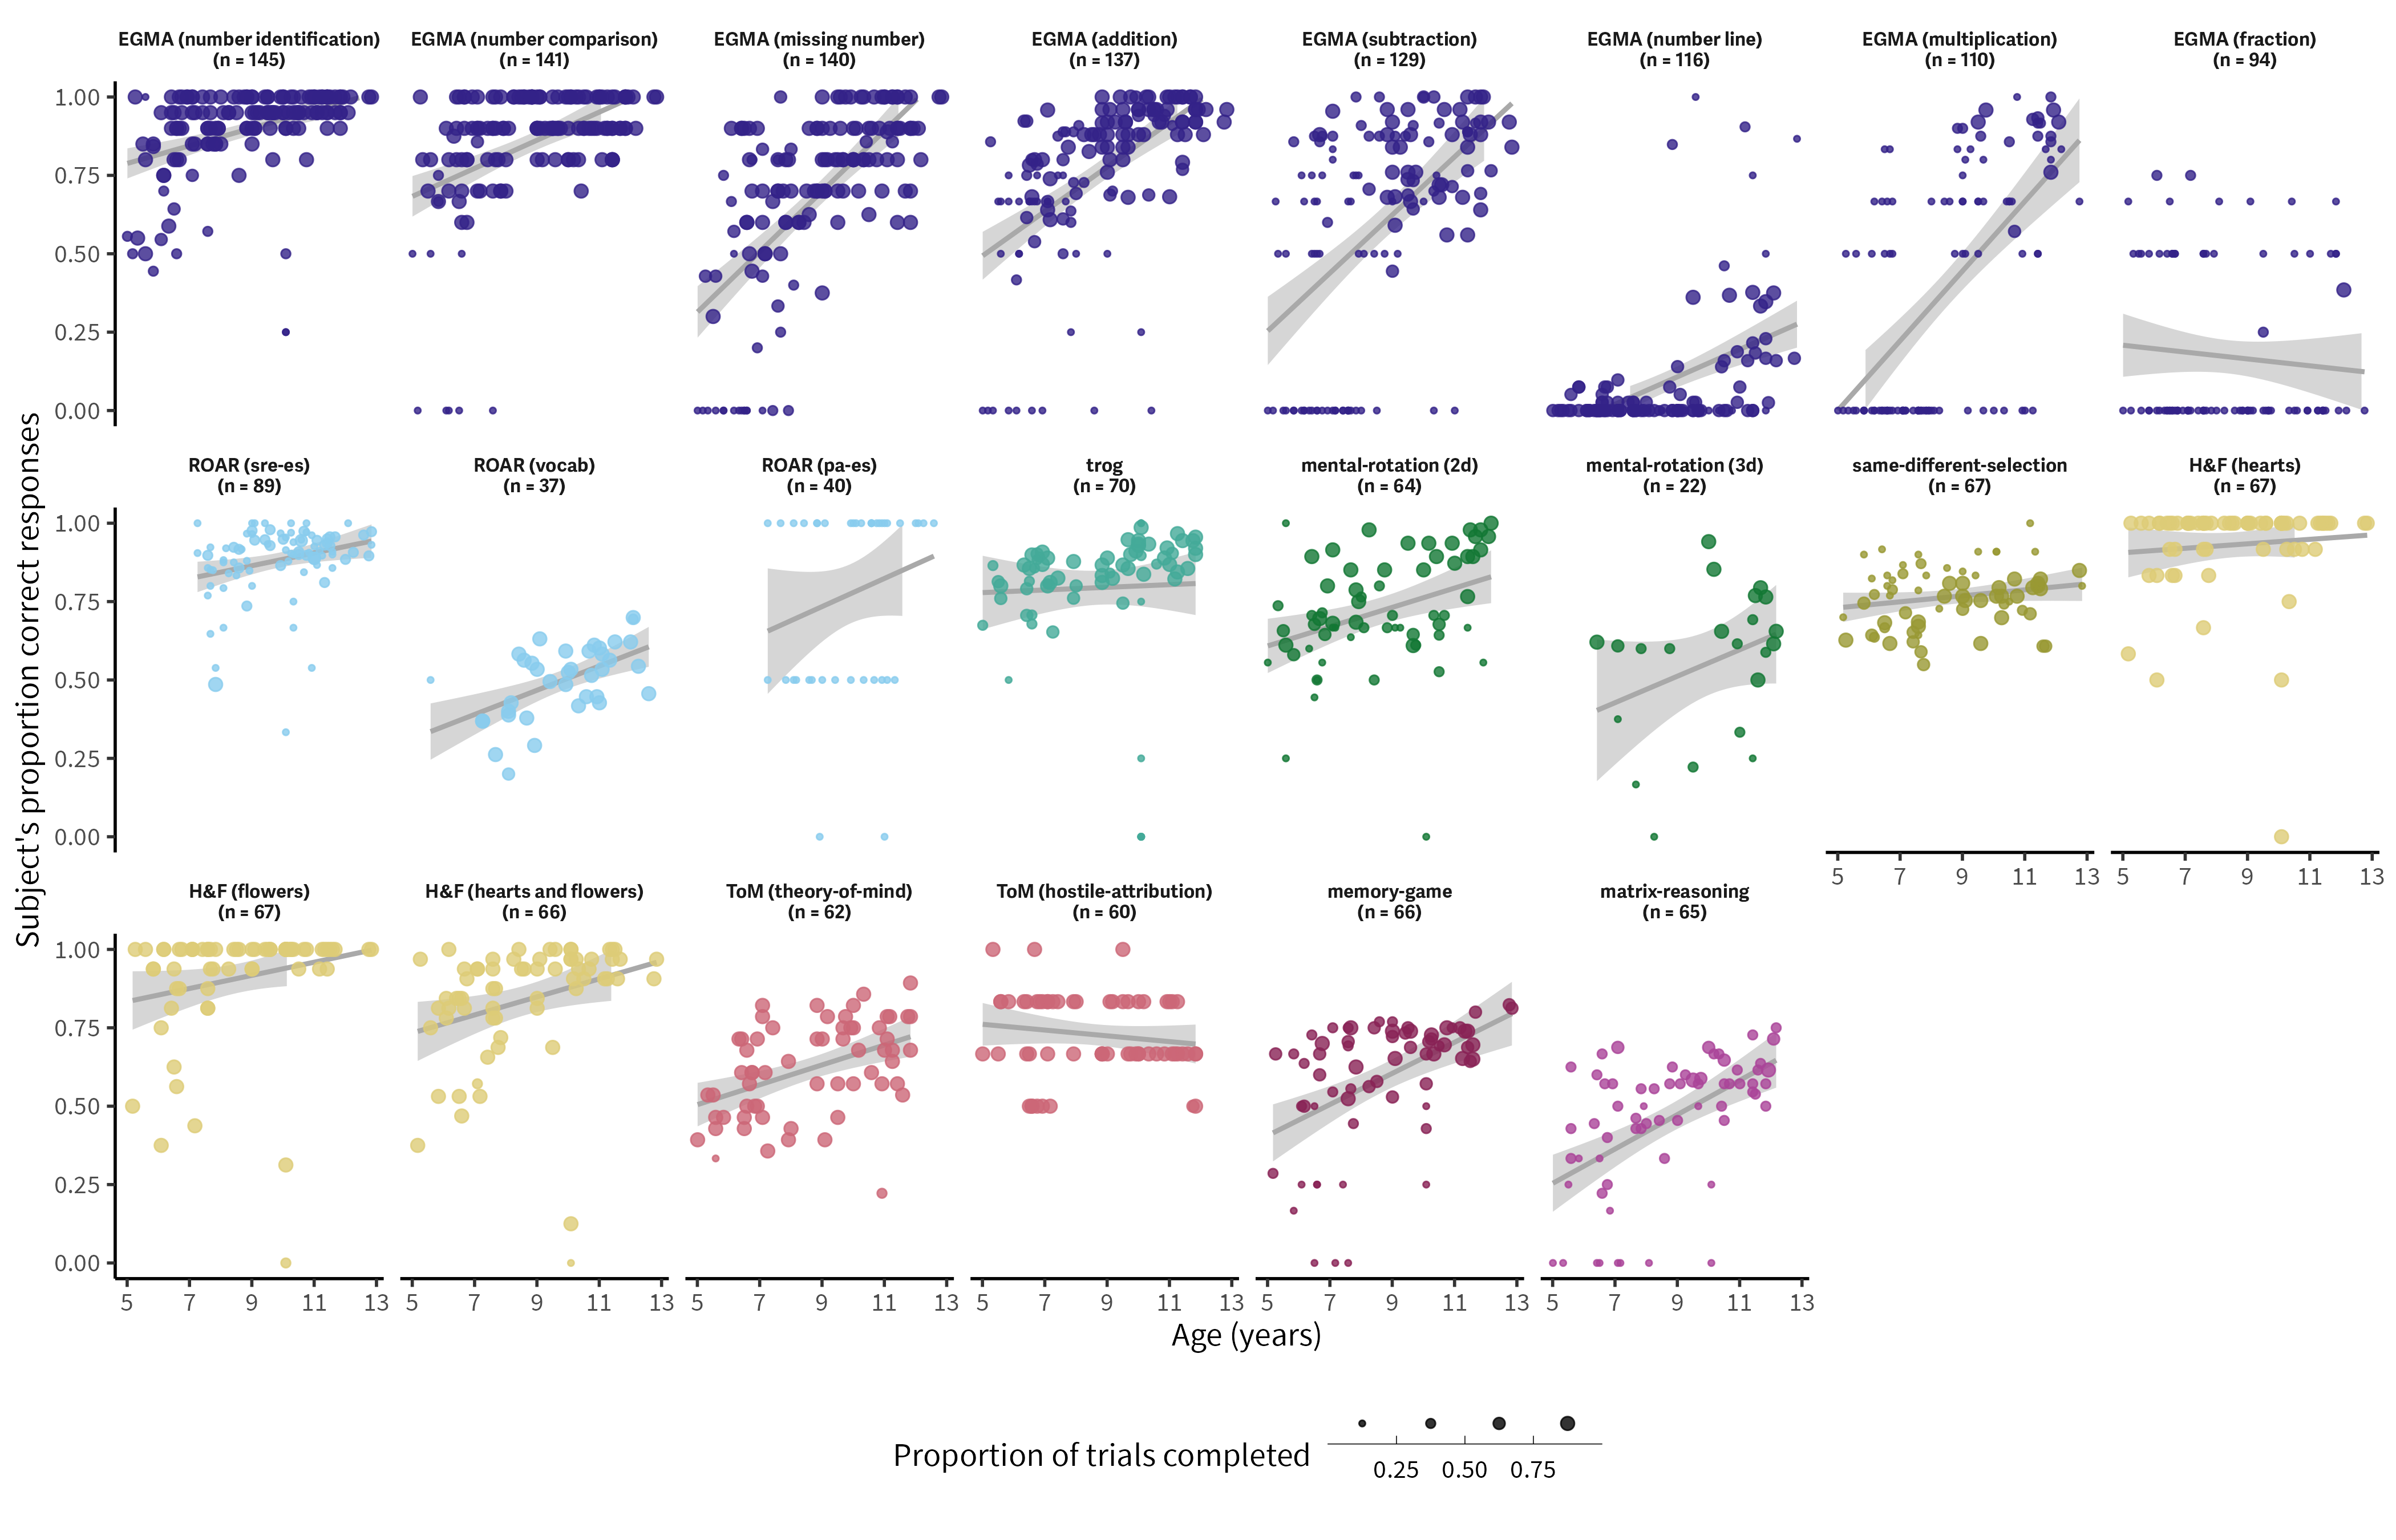 EGMA (number identification)
(n = 145)
EGMA (number comparison)
(n = 141)
EGMA (missing number)
(n = 140)
EGMA (addition)
(n = 137)
EGMA (subtraction)
(n = 129)
EGMA (number line)
(n = 116)
EGMA (multiplication)
(n = 110)
EGMA (fraction)
(n = 94)
1.00
0.75
0.50
0.25
0.00
ROAR (sre-es)
(n = 89)
ROAR (vocab)
(n = 37)
ROAR (pa-es)
(n = 40)
trog
(n = 70)
mental-rotation (2d)
(n = 64)
mental-rotation (3d)
(n = 22)
same-different-selection
(n = 67)
H&F (hearts)
(n = 67)
1.00
0.75
0.50
0.25
0.00
5 7 9 11 13
5 7 9 11 13
Subject's proportion correct responses
H&F (flowers)
(n = 67)
H&F (hearts and flowers)
(n = 66)
ToM (theory-of-mind)
(n = 62)
ToM (hostile-attribution)
(n = 60)
memory-game
(n = 66)
matrix-reasoning
(n = 65)
1.00
0.75
0.50
0.25
0.00
5 7 9 11 13
5 7 9 11 13
5 7 9 11 13
5 7 9 11 13
5 7 9 11 13
5 7 9 11 13
Age (years)
Proportion of trials completed
0.25 0.50 0.75